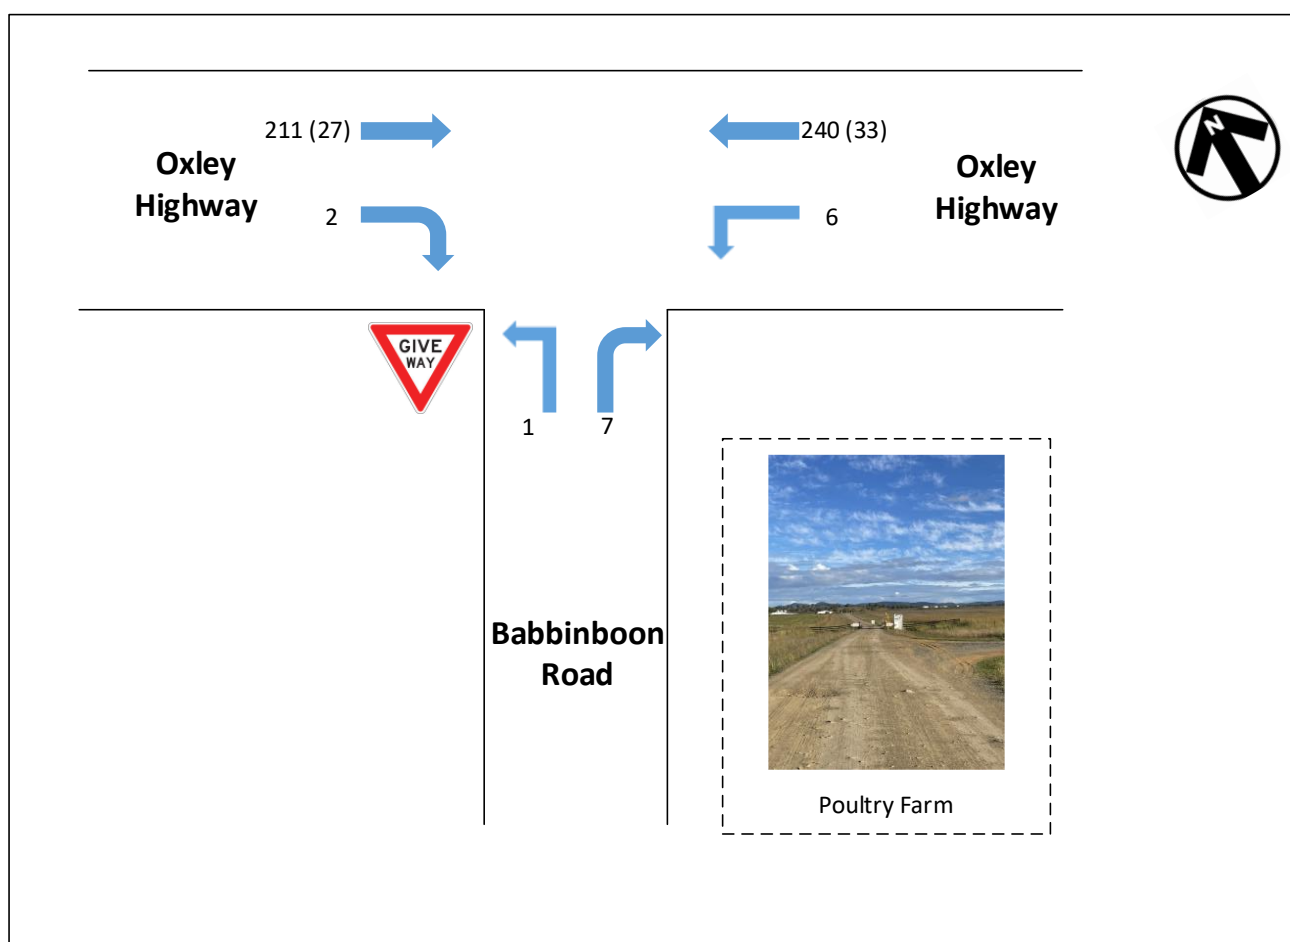 211 (27)
240 (33)
N
Oxley
Highway
Oxley
Highway
2
6
GIVE
WAY
1
7
Babbinboon
Road
Poultry Farm